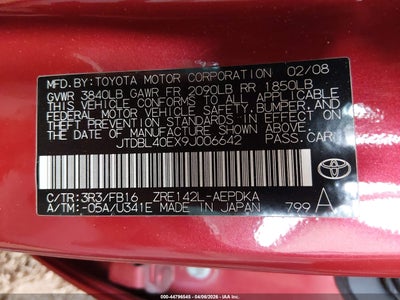 MFD.BY:TOYOTA MOTOR CORPORATION 02/08
GVWR 3840LB GAWR FR 2090LB RR 1850LB
THIS VEHICLE CONFORMS TO ALL APPLICABLE
FEDERAL MOTOR VEHICLE SAFETY, BUMPER, AND
THEFT PREVENTION STANDARDS IN EFFECT ON THE
DATE OF MANUFACTURE SHOWN ABOVE.
JTDBL40EX9J006642 PASS.CAR
TOYOTA
C/TR:3R3/FB16 ZRE142L-AEPDKA
A/TM:-05A/U341E MADE IN JAPAN 799 A
000-44796545 - 04/06/2026 -